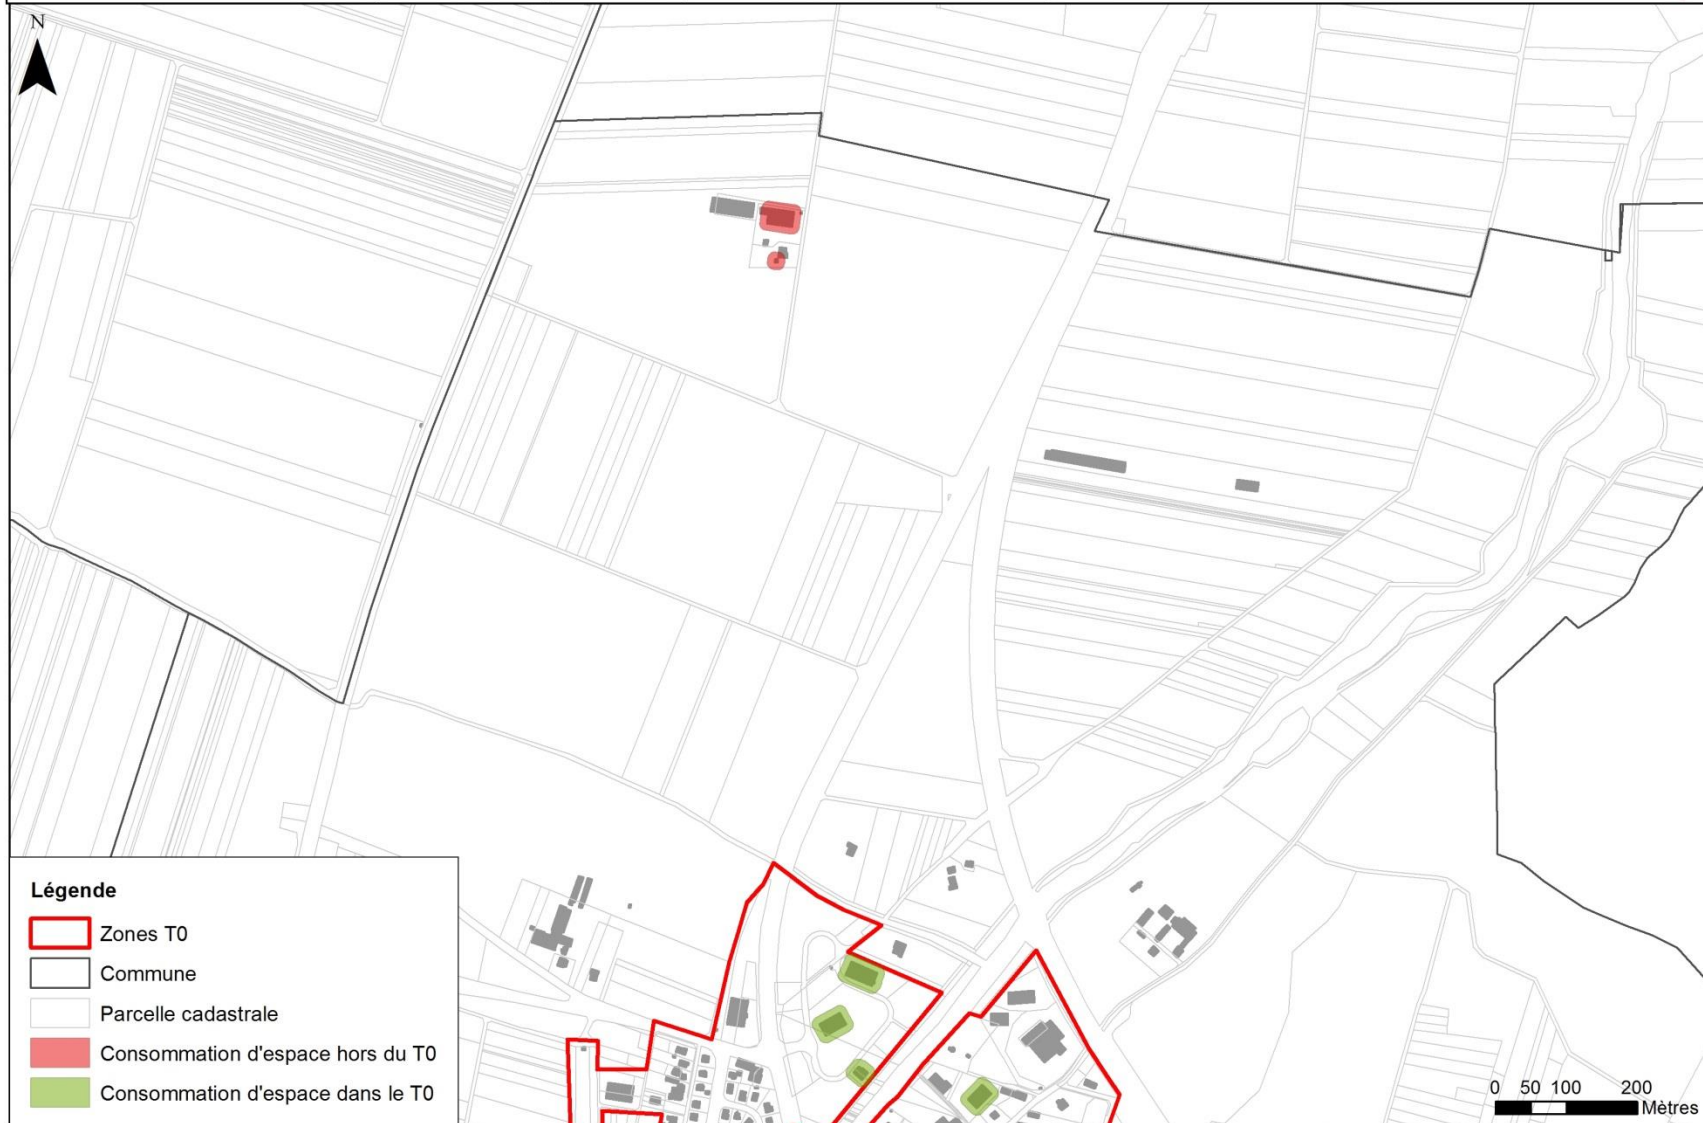 N
Légende
Zones T0
Commune
Parcelle cadastrale
Consommation d'espace hors du T0
Consommation d'espace dans le T0
0 50 100 200
Mètres